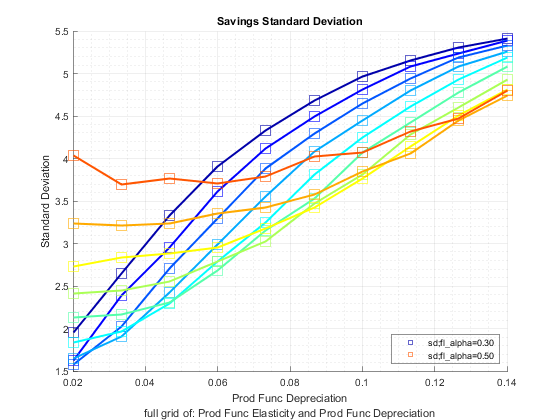 Savings Standard Deviation
5.5
5
4.5
4
3.5
3
2.5
2
1.5
Standard Deviation
0.02 0.04 0.06 0.08 0.1 0.12 0.14
sd;fl_alpha=0.30
sd;fl_alpha=0.50
Prod Func Depreciation
full grid of: Prod Func Elasticity and Prod Func Depreciation